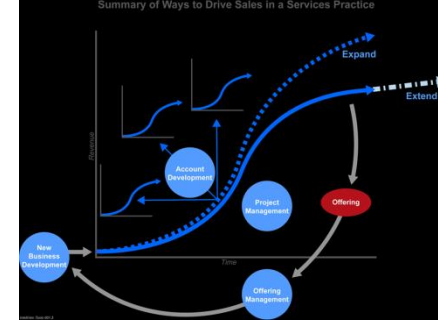 Summary of Ways to Drive Sales in a Services Practice
Expand
Extend
Revenue
Account
Development
Project
Management
Offering
New
Business
Development
Time
Offering
Management